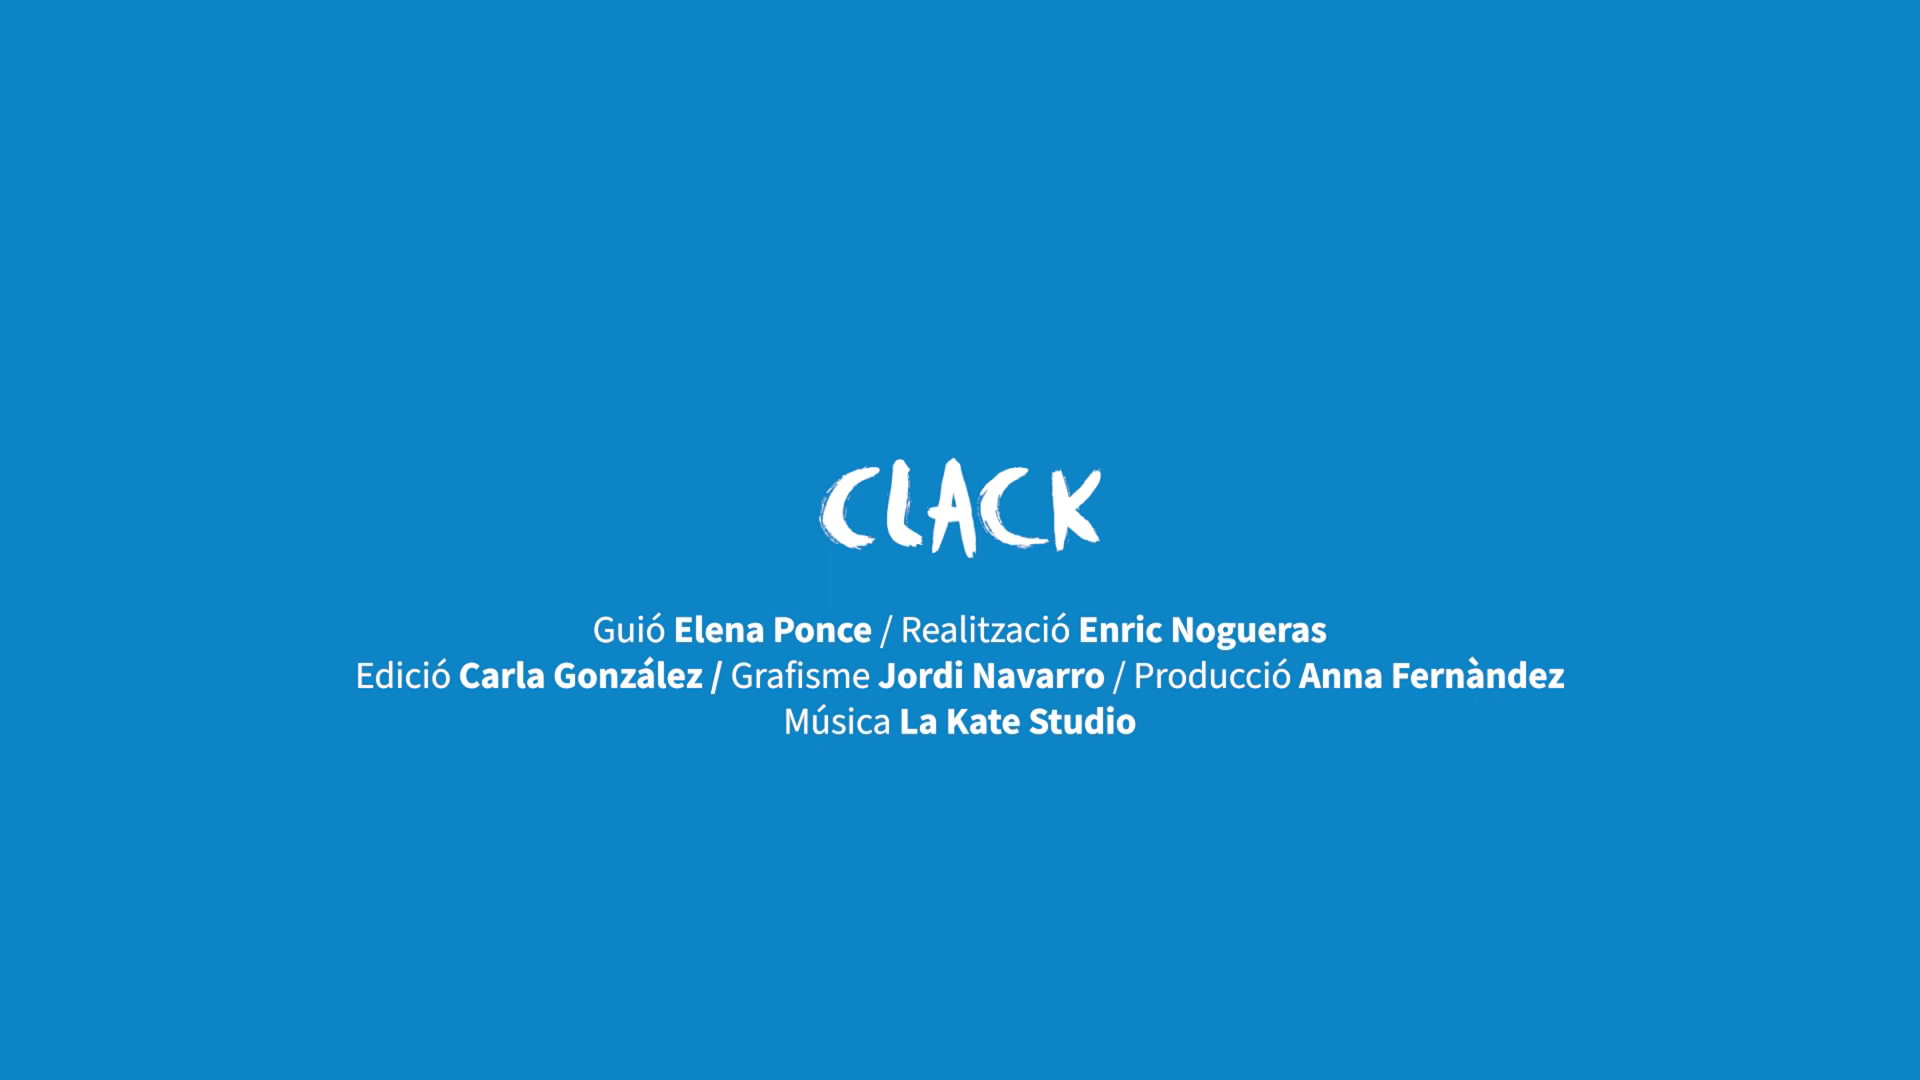 CLACK
Guió Elena Ponce / Realització Enric Nogueras
Edició Carla González / Grafisme Jordi Navarro / Producció Anna Fernàndez
Música La Kate Studio